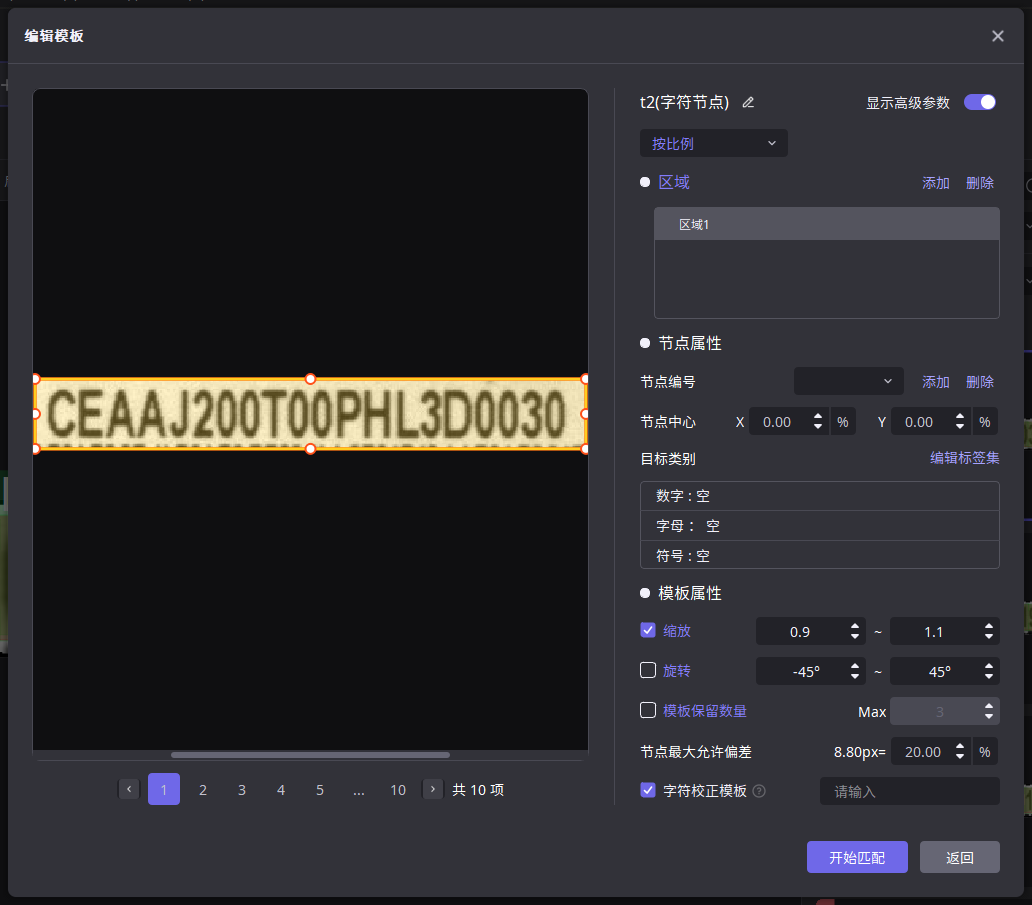 编辑模板
t2(字符节点)
显示高级参数
按比例
区域
添加 删除
区域1
CEAAJ200T00PHL3D0030
节点属性
节点编号
添加 删除
节点中心 X 0.00 % Y 0.00 %
目标类别
编辑标签集
数字 : 空
字母 : 空
符号 : 空
模板属性
缩放 0.9 ~ 1.1
旋转 -45° ~ 45°
模板保留数量 Max 3
节点最大允许偏差 8.80px= 20.00 %
字符校正模板 ? 请输入
‹ 1 2 3 4 5 ... 10 › 共 10 项
开始匹配 返回